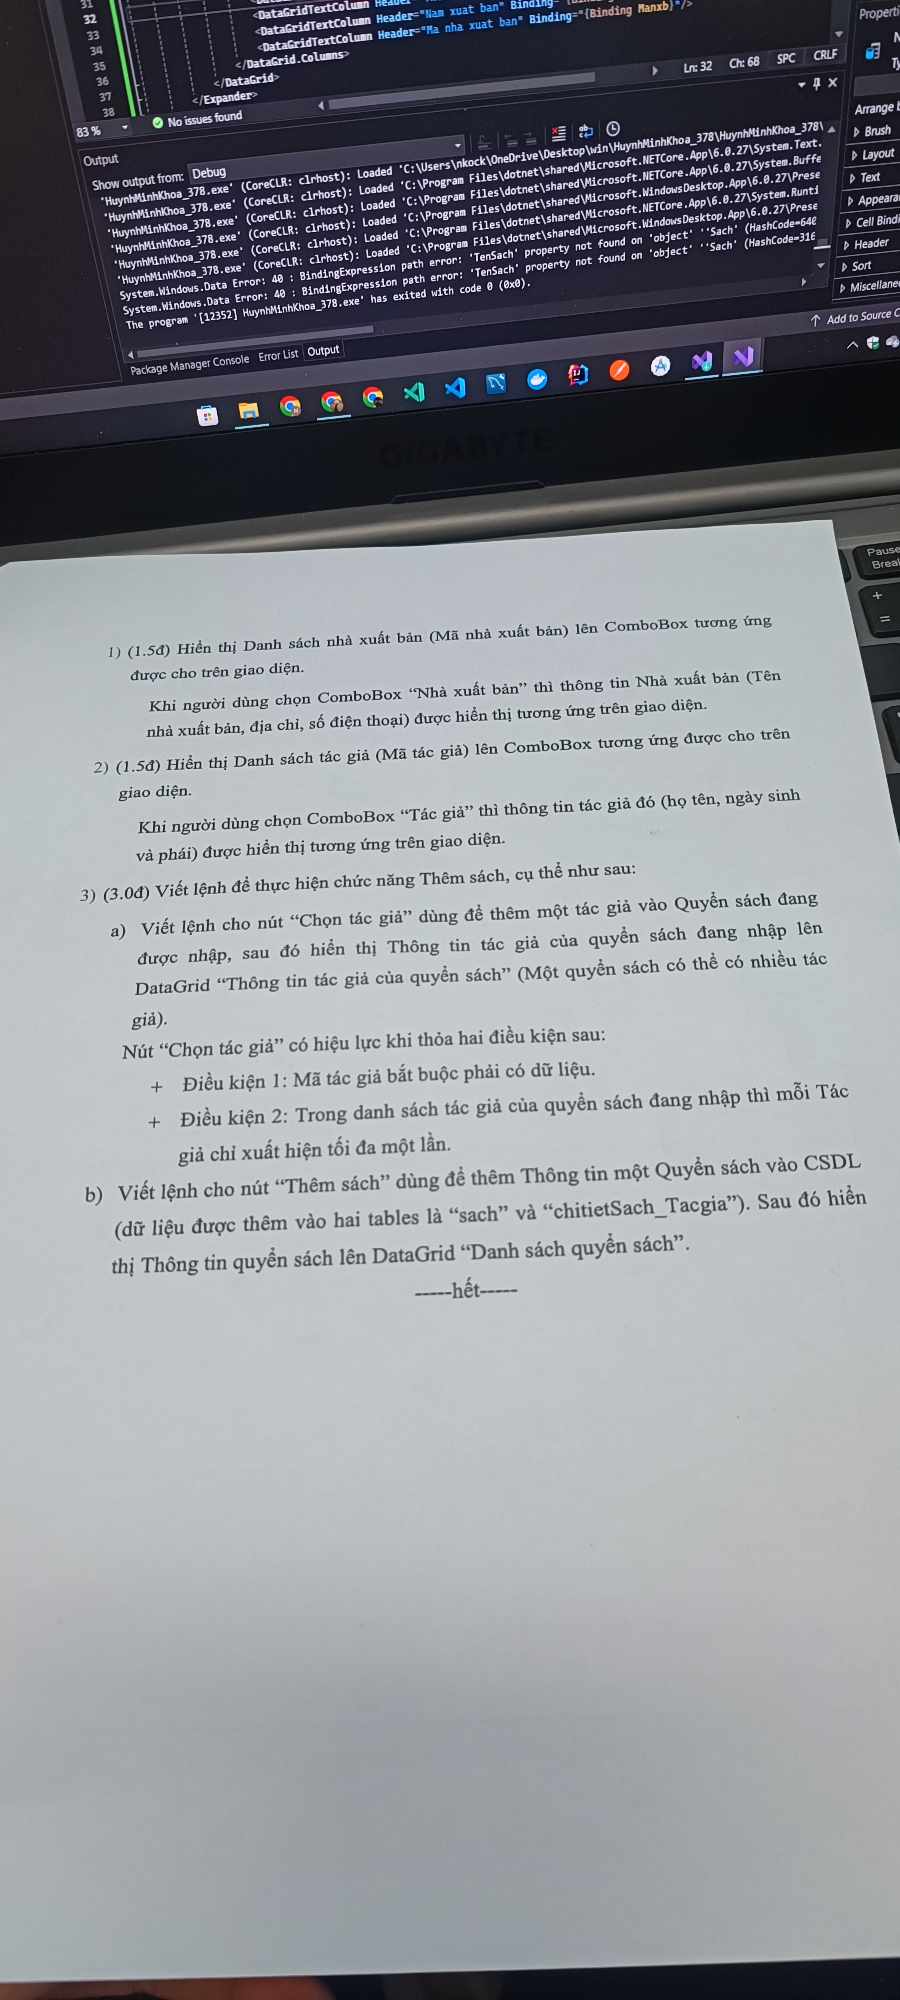 31
32 <DataGridTextColumn Header="Nam xuat ban" Binding=
33 <DataGridTextColumn Header="Ma nha xuat ban" Binding="{Binding Manxb}"/>
34 </DataGrid.Columns>
35 </DataGrid>
36 </Expander>
37
38
83 %
No issues found
Ln: 32 Ch: 68 SPC CRLF
Output
Show output from: Debug
'HuynhMinhKhoa_378.exe' (CoreCLR: clrhost): Loaded 'C:\Users\nkock\OneDrive\Desktop\win\HuynhMinhKhoa_378\HuynhMinhKhoa_378\
'HuynhMinhKhoa_378.exe' (CoreCLR: clrhost): Loaded 'C:\Program Files\dotnet\shared\Microsoft.NETCore.App\6.0.27\System.Text.
'HuynhMinhKhoa_378.exe' (CoreCLR: clrhost): Loaded 'C:\Program Files\dotnet\shared\Microsoft.NETCore.App\6.0.27\System.Buffe
'HuynhMinhKhoa_378.exe' (CoreCLR: clrhost): Loaded 'C:\Program Files\dotnet\shared\Microsoft.WindowsDesktop.App\6.0.27\Prese
'HuynhMinhKhoa_378.exe' (CoreCLR: clrhost): Loaded 'C:\Program Files\dotnet\shared\Microsoft.NETCore.App\6.0.27\System.Runti
'HuynhMinhKhoa_378.exe' (CoreCLR: clrhost): Loaded 'C:\Program Files\dotnet\shared\Microsoft.WindowsDesktop.App\6.0.27\Prese
System.Windows.Data Error: 40 : BindingExpression path error: 'TenSach' property not found on 'object' ''Sach' (HashCode=640
System.Windows.Data Error: 40 : BindingExpression path error: 'TenSach' property not found on 'object' ''Sach' (HashCode=316
The program '[12352] HuynhMinhKhoa_378.exe' has exited with code 0 (0x0).
Package Manager Console Error List Output
Properti
Arrange b
Brush
Layout
Text
Appeara
Cell Bindi
Header
Sort
Miscellane
Add to Source C
GIGABYTE
Pause
Break
+
=
1) (1.5đ) Hiển thị Danh sách nhà xuất bản (Mã nhà xuất bản) lên ComboBox tương ứng
được cho trên giao diện.
Khi người dùng chọn ComboBox “Nhà xuất bản” thì thông tin Nhà xuất bản (Tên
nhà xuất bản, địa chỉ, số điện thoại) được hiển thị tương ứng trên giao diện.
2) (1.5đ) Hiển thị Danh sách tác giả (Mã tác giả) lên ComboBox tương ứng được cho trên
giao diện.
Khi người dùng chọn ComboBox “Tác giả” thì thông tin tác giả đó (họ tên, ngày sinh
và phái) được hiển thị tương ứng trên giao diện.
3) (3.0đ) Viết lệnh để thực hiện chức năng Thêm sách, cụ thể như sau:
a) Viết lệnh cho nút “Chọn tác giả” dùng để thêm một tác giả vào Quyển sách đang
được nhập, sau đó hiển thị Thông tin tác giả của quyển sách đang nhập lên
DataGrid “Thông tin tác giả của quyển sách” (Một quyển sách có thể có nhiều tác
giả).
Nút “Chọn tác giả” có hiệu lực khi thỏa hai điều kiện sau:
+ Điều kiện 1: Mã tác giả bắt buộc phải có dữ liệu.
+ Điều kiện 2: Trong danh sách tác giả của quyển sách đang nhập thì mỗi Tác
giả chỉ xuất hiện tối đa một lần.
b) Viết lệnh cho nút “Thêm sách” dùng để thêm Thông tin một Quyển sách vào CSDL
(dữ liệu được thêm vào hai tables là “sach” và “chitietSach_Tacgia”). Sau đó hiển
thị Thông tin quyển sách lên DataGrid “Danh sách quyển sách”.
-----hết-----